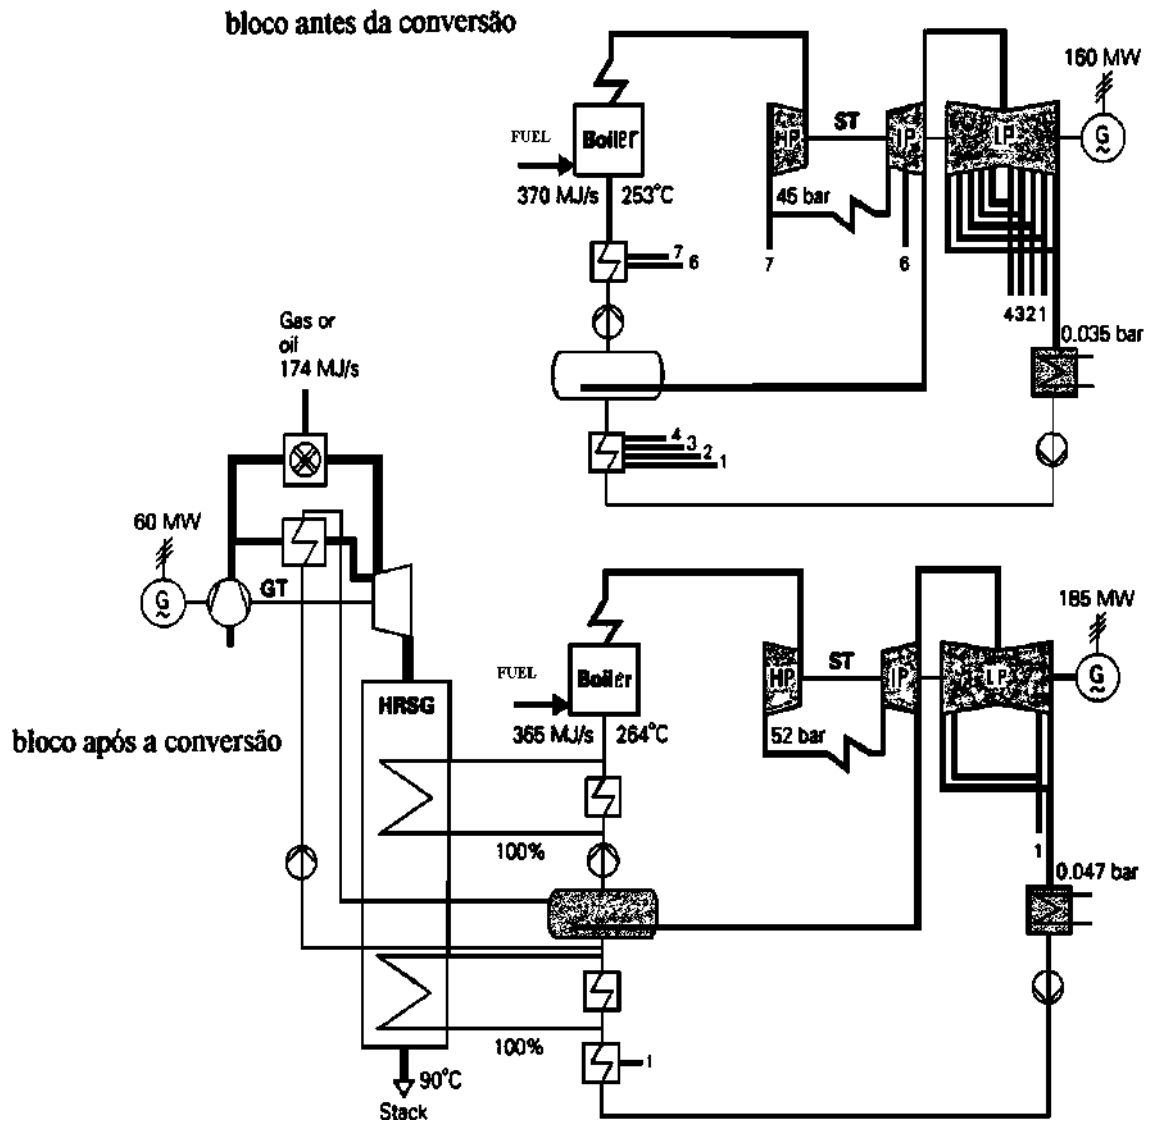 bloco antes da conversão
160 MW
FUEL
Boiler
HP
ST
IP
LP
G
~
370 MJ/s
253°C
45 bar
7
6
7
6
4321
0.035 bar
Gas or
oil
174 MJ/s
4
3
2
1
60 MW
G
~
GT
185 MW
FUEL
Boiler
HP
ST
IP
LP
G
~
HRSG
365 MJ/s
264°C
52 bar
bloco após a conversão
100%
1
0.047 bar
100%
1
90°C
Stack